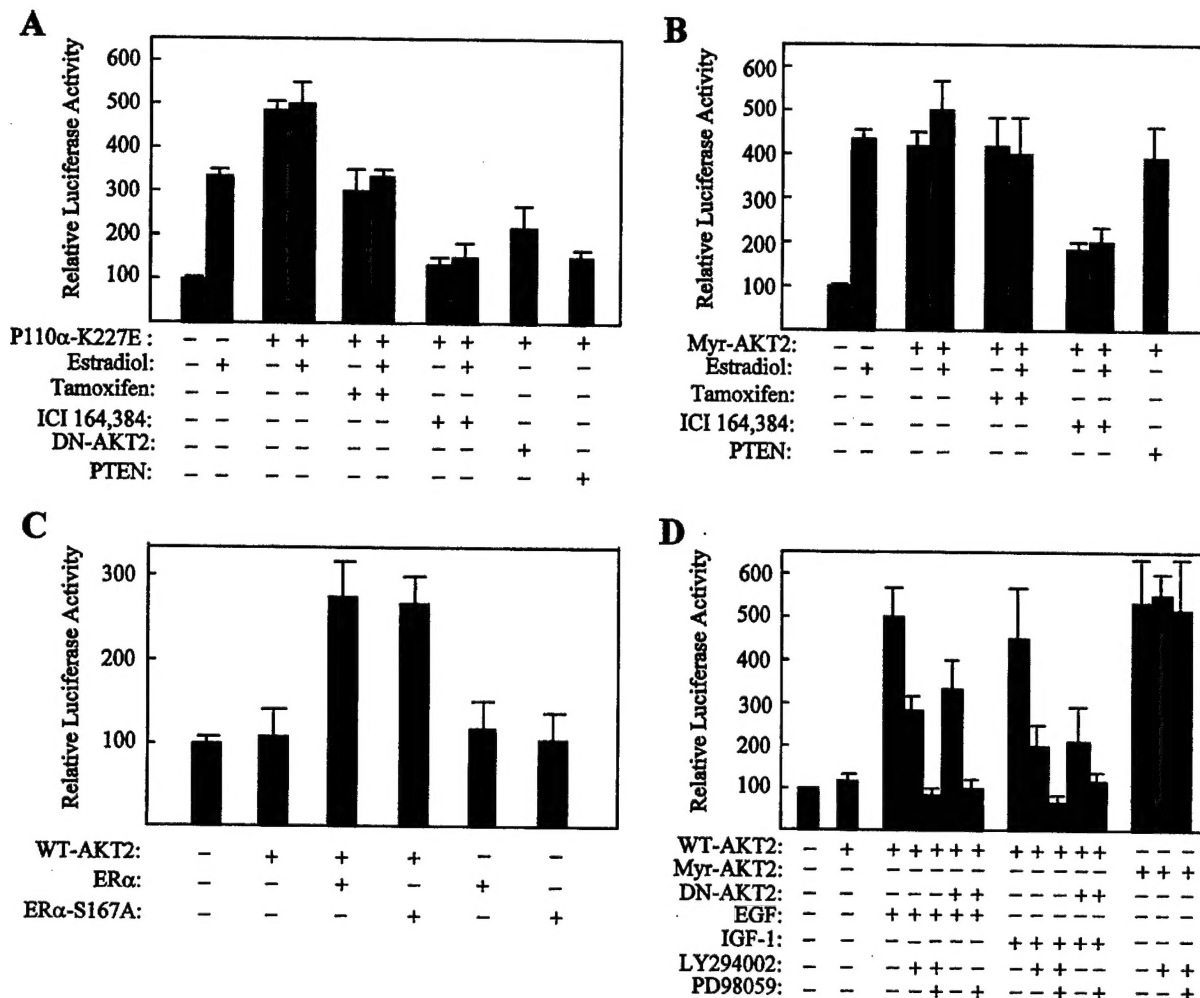 A
Relative Luciferase Activity
600
500
400
300
200
100
P110α-K227E : – – + + + + + + + +
Estradiol: – + – + – + – + – –
Tamoxifen: – – – – + + – – – –
ICI 164,384: – – – – – – + + – –
DN-AKT2: – – – – – – – – + –
PTEN: – – – – – – – – – +
B
Relative Luciferase Activity
600
500
400
300
200
100
Myr-AKT2: – – + + + + + + +
Estradiol: – + – + – + – + –
Tamoxifen: – – – – + + – – –
ICI 164,384: – – – – – – + + –
PTEN: – – – – – – – – +
C
Relative Luciferase Activity
300
200
100
WT-AKT2: – + + + – –
ERα: – – + – + –
ERα-S167A: – – – + – +
D
Relative Luciferase Activity
600
500
400
300
200
100
WT-AKT2: – + + + + + + + + + + + – – –
Myr-AKT2: – – – – – – – – – – – – + + +
DN-AKT2: – – – – – + + – – – + + – – –
EGF: – – + + + + + – – – – – – – –
IGF-1: – – – – – – – + + + + + – – –
LY294002: – – – + + – – – + + – – – + +
PD98059: – – – – + – + – – + – + – – +